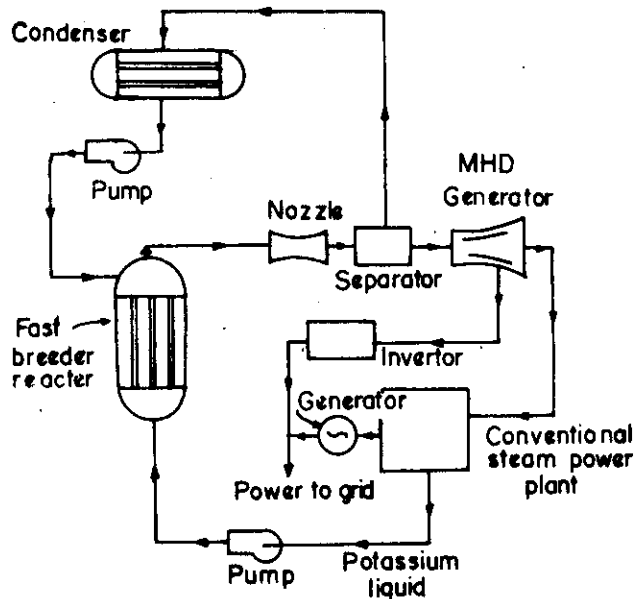 Condenser
Pump
MHD
Generator
Nozzle
Separator
Fast
breeder
reacter
Invertor
Generator
Conventional
steam power
plant
Power to grid
Pump
Potassium
liquid